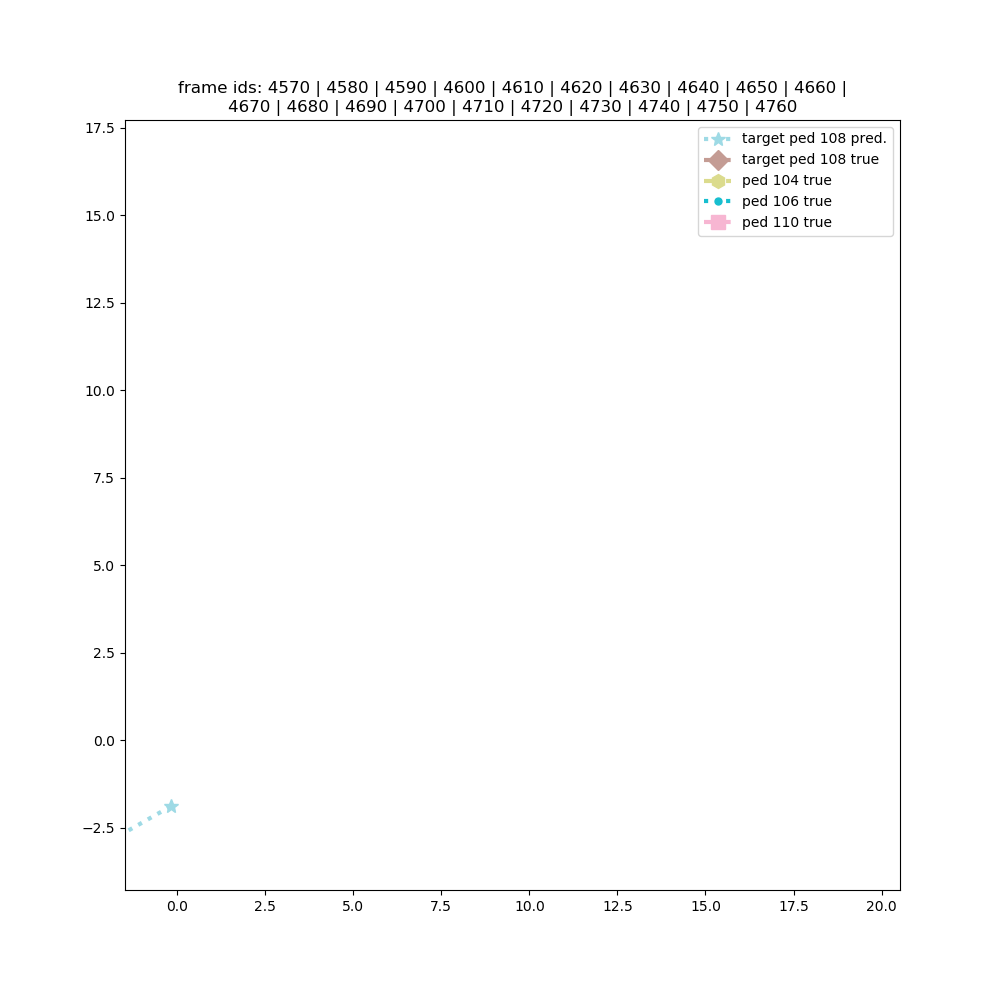 frame ids: 4570 | 4580 | 4590 | 4600 | 4610 | 4620 | 4630 | 4640 | 4650 | 4660 |
4670 | 4680 | 4690 | 4700 | 4710 | 4720 | 4730 | 4740 | 4750 | 4760
target ped 108 pred.
target ped 108 true
ped 104 true
ped 106 true
ped 110 true
17.5
15.0
12.5
10.0
7.5
5.0
2.5
0.0
−2.5
0.0 2.5 5.0 7.5 10.0 12.5 15.0 17.5 20.0